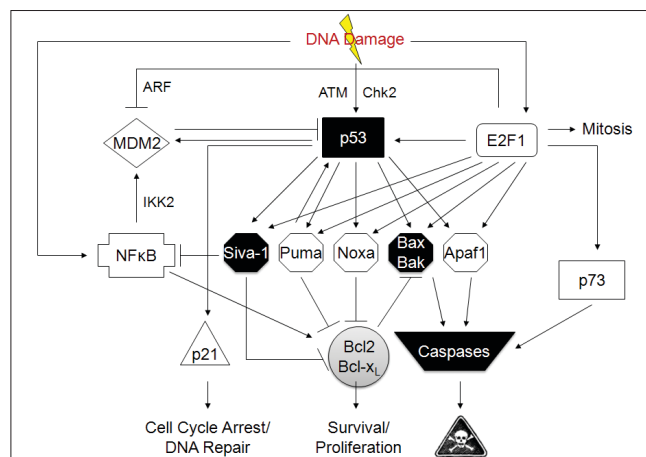 DNA Damage
ARF
ATM
Chk2
MDM2
p53
E2F1
Mitosis
IKK2
NFκB
Siva-1
Puma
Noxa
Bax
Bak
Apaf1
p73
p21
Bcl2
Bcl-xL
Caspases
Cell Cycle Arrest/
DNA Repair
Survival/
Proliferation